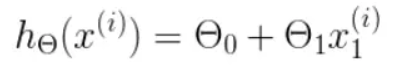 h_Θ(x^{(i)}) = Θ_0 + Θ_1 x_1^{(i)}